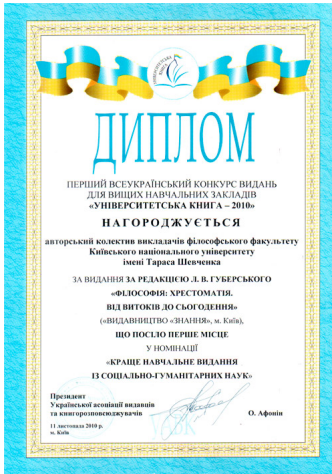 УНІВЕРСИТЕТСЬКА КНИГА
ДИПЛОМ
ПЕРШИЙ ВСЕУКРАЇНСЬКИЙ КОНКУРС ВИДАНЬ
ДЛЯ ВИЩИХ НАВЧАЛЬНИХ ЗАКЛАДІВ
«УНІВЕРСИТЕТСЬКА КНИГА – 2010»
НАГОРОДЖУЄТЬСЯ
авторський колектив викладачів філософського факультету
Київського національного університету
імені Тараса Шевченка
ЗА ВИДАННЯ ЗА РЕДАКЦІЄЮ Л. В. ГУБЕРСЬКОГО
«ФІЛОСОФІЯ: ХРЕСТОМАТІЯ.
ВІД ВИТОКІВ ДО СЬОГОДЕННЯ»
(«ВИДАВНИЦТВО «ЗНАННЯ», м. Київ),
ЩО ПОСІЛО ПЕРШЕ МІСЦЕ
У НОМІНАЦІЇ
«КРАЩЕ НАВЧАЛЬНЕ ВИДАННЯ
ІЗ СОЦІАЛЬНО-ГУМАНІТАРНИХ НАУК»
Президент
Української асоціації видавців
та книгорозповсюджувачів О. Афонін
11 листопада 2010 р.
м. Київ